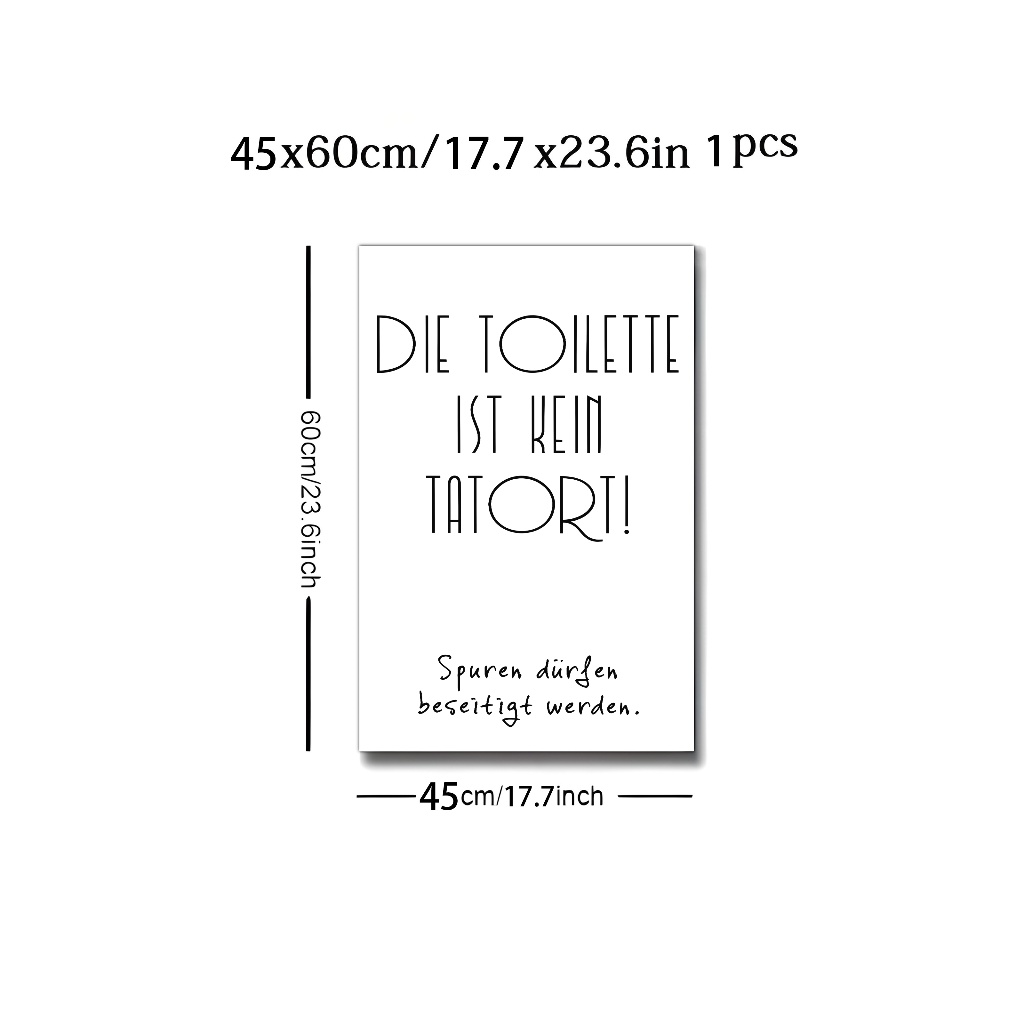 45x60cm/17.7 x23.6in 1pcs
60cm/23.6inch
DIE TOILETTE
IST KEIN
TATORT!
Spuren dürfen
beseitigt werden.
45cm/17.7inch